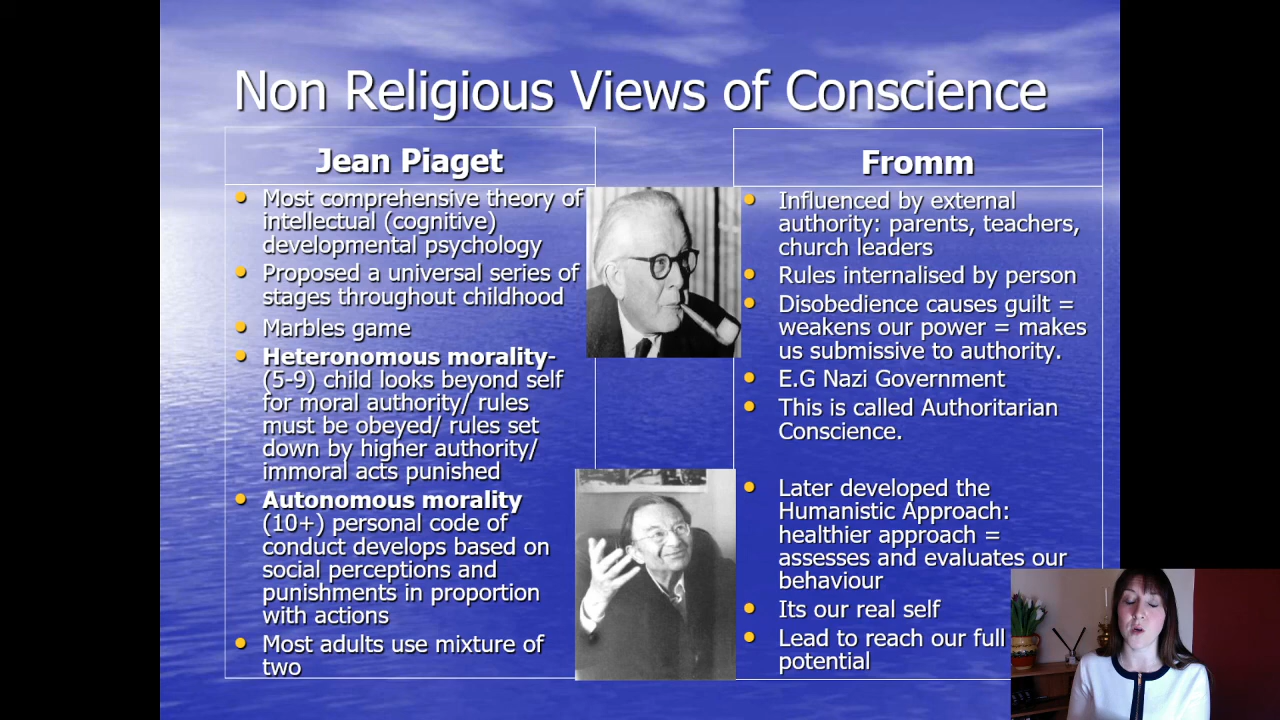 Non Religious Views of Conscience
Jean Piaget
Most comprehensive theory of
intellectual (cognitive)
developmental psychology
Proposed a universal series of
stages throughout childhood
Marbles game
Heteronomous morality-
(5-9) child looks beyond self
for moral authority/ rules
must be obeyed/ rules set
down by higher authority/
immoral acts punished
Autonomous morality
(10+) personal code of
conduct develops based on
social perceptions and
punishments in proportion
with actions
Most adults use mixture of
two
Fromm
Influenced by external
authority: parents, teachers,
church leaders
Rules internalised by person
Disobedience causes guilt =
weakens our power = makes
us submissive to authority.
E.G Nazi Government
This is called Authoritarian
Conscience.
Later developed the
Humanistic Approach:
healthier approach =
assesses and evaluates our
behaviour
Its our real self
Lead to reach our full
potential